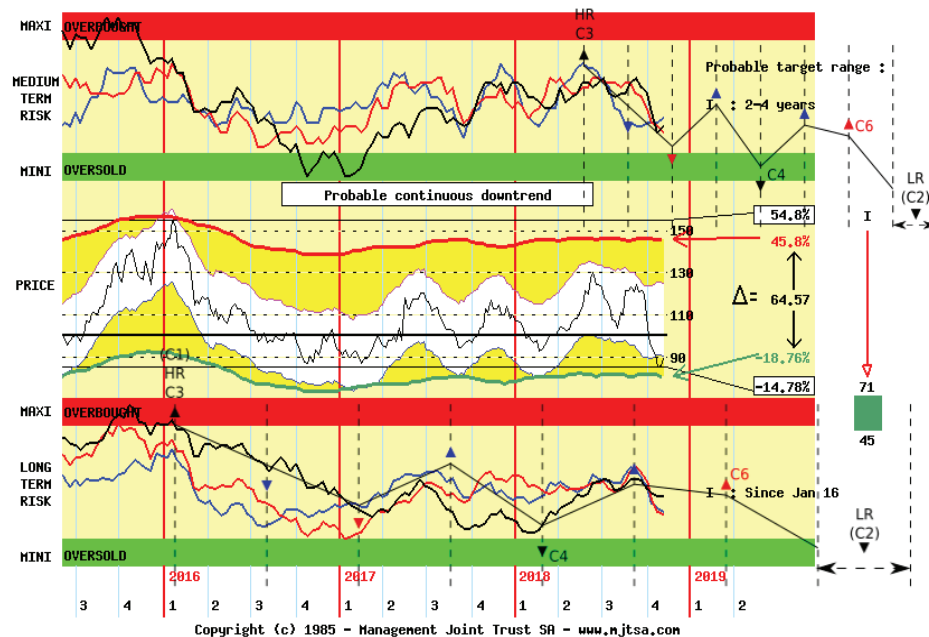 HR
C3
MAXI
OVERBOUGHT
Probable target range :
MEDIUM
TERM
RISK
I : 2-4 years
C6
MINI
OVERSOLD
C4
LR
(C2)
Probable continuous downtrend
54.8%
I
150
45.8%
130
PRICE
Δ= 64.57
110
90
-18.76%
(C1)
HR
C3
-14.78%
71
45
MAXI
OVERBOUGHT
LONG
TERM
RISK
C6
I : Since Jan 16
LR
(C2)
MINI
OVERSOLD
C4
2016 2017 2018 2019
3 4 1 2 3 4 1 2 3 4 1 2 3 4 1 2
Copyright (c) 1985 - Management Joint Trust SA - www.mjtsa.com